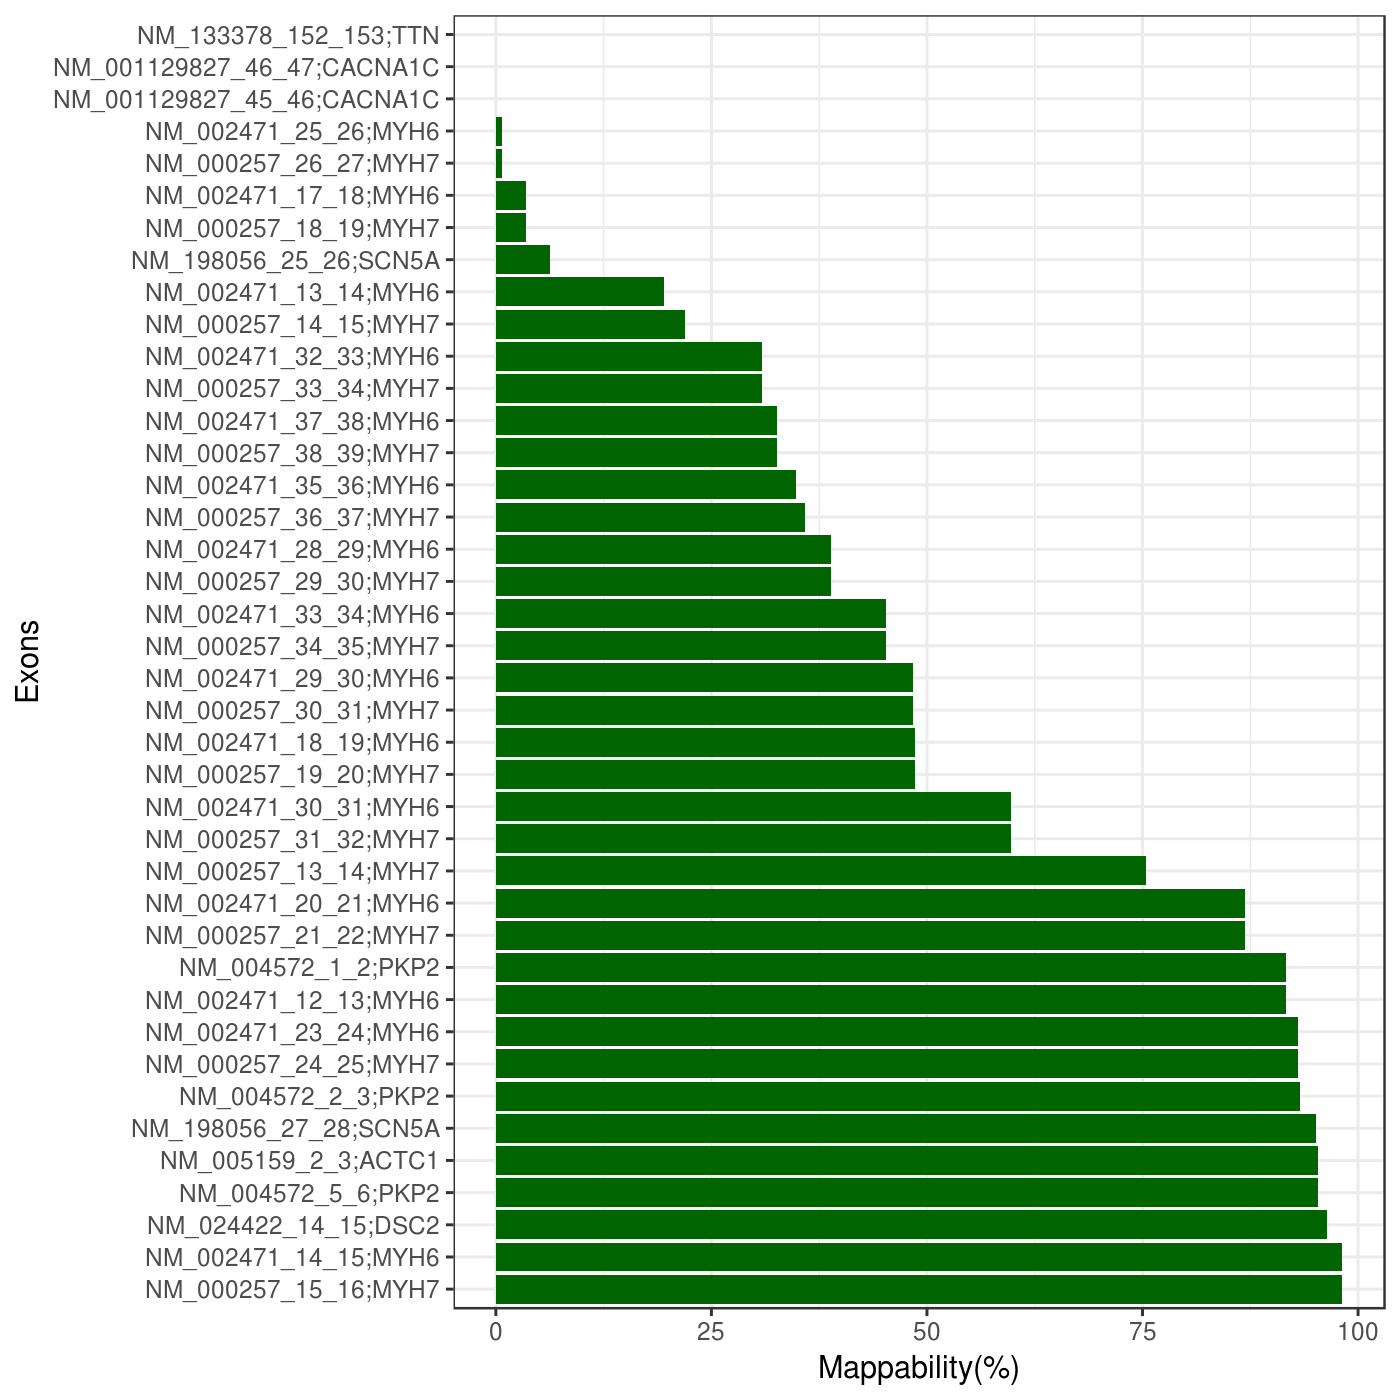 NM_133378_152_153;TTN
NM_001129827_46_47;CACNA1C
NM_001129827_45_46;CACNA1C
NM_002471_25_26;MYH6
NM_000257_26_27;MYH7
NM_002471_17_18;MYH6
NM_000257_18_19;MYH7
NM_198056_25_26;SCN5A
NM_002471_13_14;MYH6
NM_000257_14_15;MYH7
NM_002471_32_33;MYH6
NM_000257_33_34;MYH7
NM_002471_37_38;MYH6
NM_000257_38_39;MYH7
NM_002471_35_36;MYH6
NM_000257_36_37;MYH7
NM_002471_28_29;MYH6
NM_000257_29_30;MYH7
NM_002471_33_34;MYH6
NM_000257_34_35;MYH7
NM_002471_29_30;MYH6
NM_000257_30_31;MYH7
NM_002471_18_19;MYH6
NM_000257_19_20;MYH7
NM_002471_30_31;MYH6
NM_000257_31_32;MYH7
NM_000257_13_14;MYH7
NM_002471_20_21;MYH6
NM_000257_21_22;MYH7
NM_004572_1_2;PKP2
NM_002471_12_13;MYH6
NM_002471_23_24;MYH6
NM_000257_24_25;MYH7
NM_004572_2_3;PKP2
NM_198056_27_28;SCN5A
NM_005159_2_3;ACTC1
NM_004572_5_6;PKP2
NM_024422_14_15;DSC2
NM_002471_14_15;MYH6
NM_000257_15_16;MYH7
Exons
0 25 50 75 100
Mappability(%)